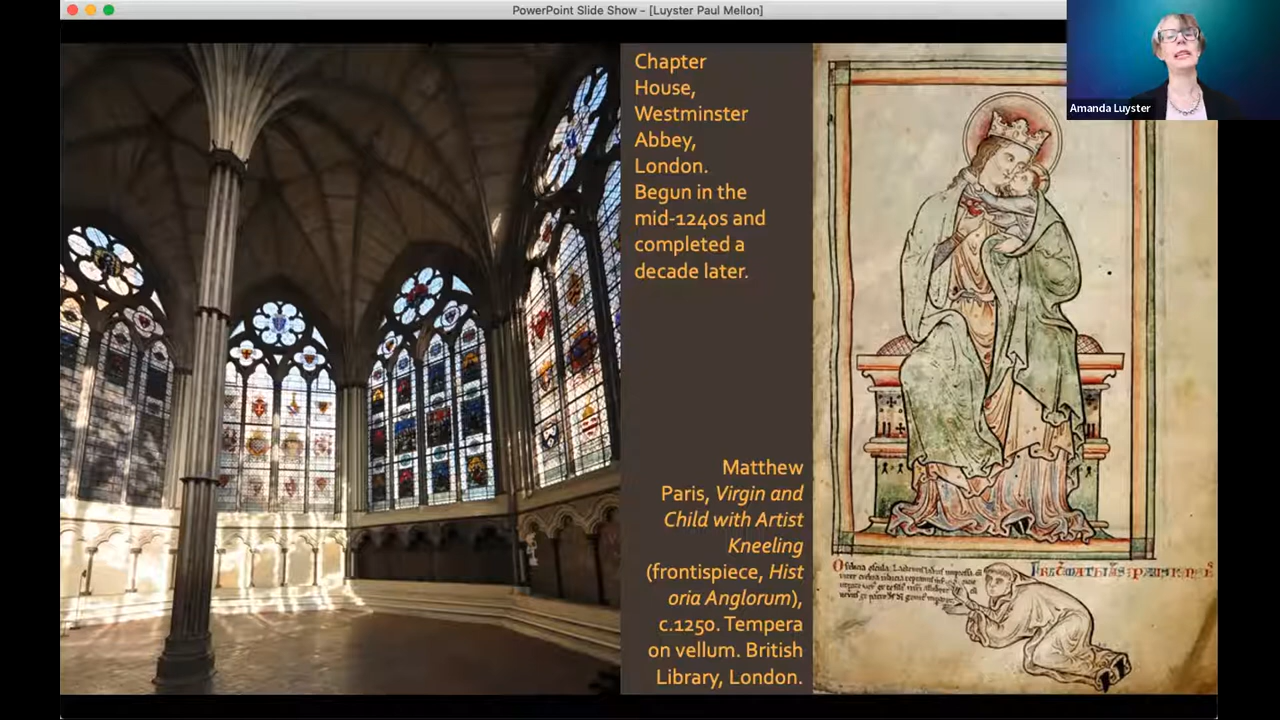 PowerPoint Slide Show - [Luyster Paul Mellon]
Amanda Luyster
Chapter
House,
Westminster
Abbey,
London.
Begun in the
mid-1240s and
completed a
decade later.
Matthew
Paris, Virgin and
Child with Artist
Kneeling
(frontispiece, Hist
oria Anglorum),
c.1250. Tempera
on vellum. British
Library, London.